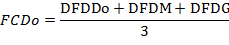 FCDo = (DFDDo + DFDM + DFDG) / 3